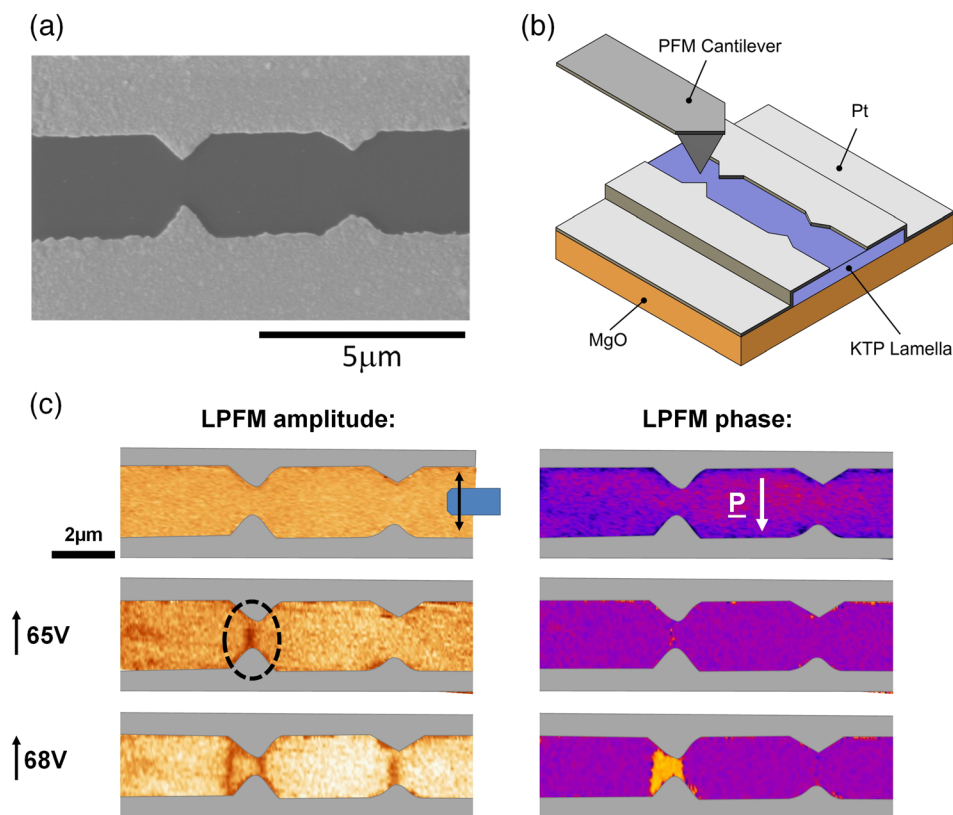 (a)
5μm
(b)
PFM Cantilever
Pt
MgO
KTP Lamella
(c)
LPFM amplitude:
LPFM phase:
P
2μm
65V
68V